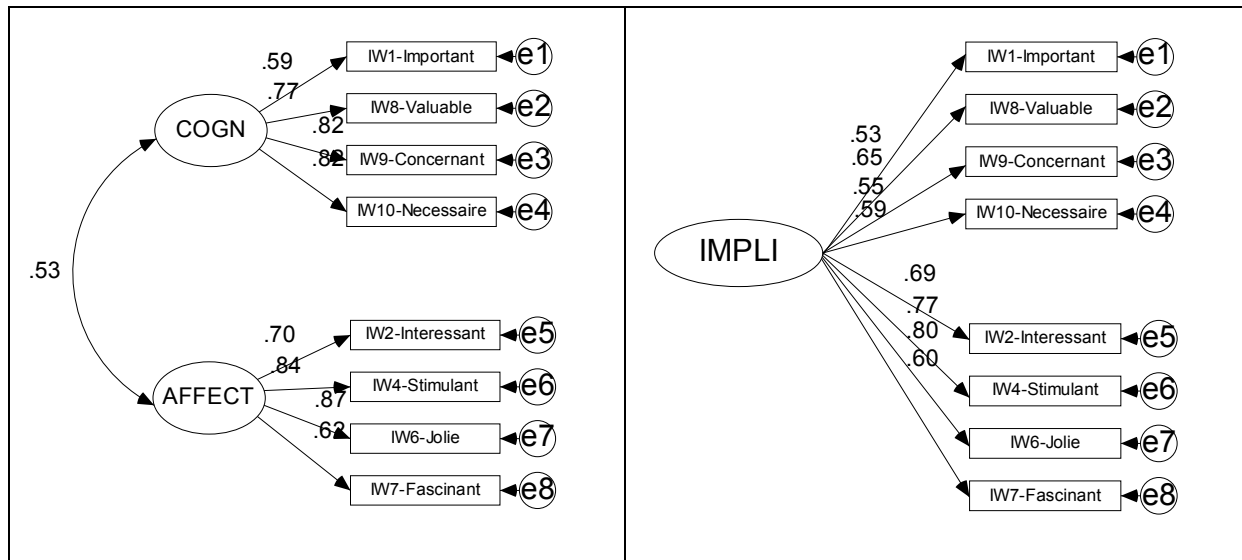 .59
IW1-Important
e1
.77
IW8-Valuable
e2
COGN
.82
IW9-Concernant
e3
.82
IW10-Necessaire
e4
.53
.70
IW2-Interessant
e5
.84
IW4-Stimulant
e6
AFFECT
.87
IW6-Jolie
e7
.62
IW7-Fascinant
e8
IW1-Important
e1
IW8-Valuable
e2
.53
.65
IW9-Concernant
e3
.55
.59
IW10-Necessaire
e4
IMPLI
.69
.77
IW2-Interessant
e5
.80
.60
IW4-Stimulant
e6
IW6-Jolie
e7
IW7-Fascinant
e8